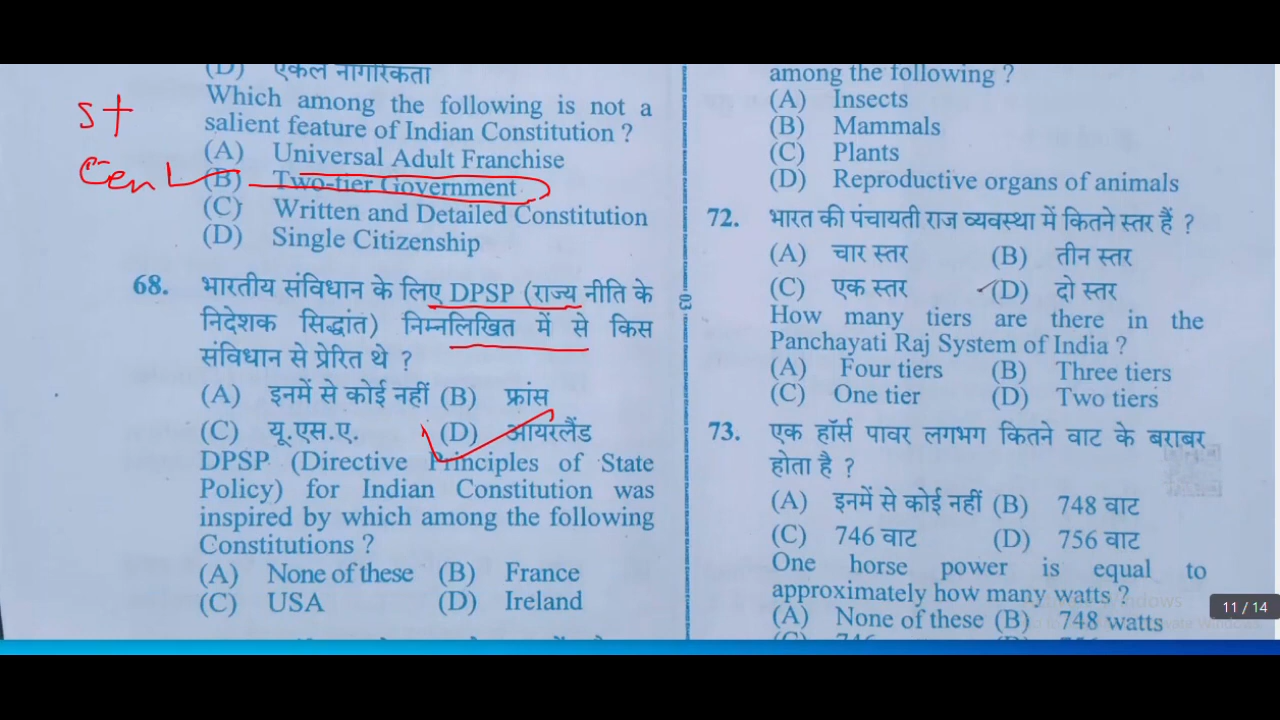 (D) एकल नागरिकता
Which among the following is not a
salient feature of Indian Constitution ?
(A) Universal Adult Franchise
(B) Two-tier Government
(C) Written and Detailed Constitution
(D) Single Citizenship
st
Cent
68. भारतीय संविधान के लिए DPSP (राज्य नीति के
निदेशक सिद्धांत) निम्नलिखित में से किस
संविधान से प्रेरित थे ?
(A) इनमें से कोई नहीं (B) फ्रांस
(C) यू.एस.ए. (D) आयरलैंड
DPSP (Directive Principles of State
Policy) for Indian Constitution was
inspired by which among the following
Constitutions ?
(A) None of these (B) France
(C) USA (D) Ireland
03
among the following ?
(A) Insects
(B) Mammals
(C) Plants
(D) Reproductive organs of animals
72. भारत की पंचायती राज व्यवस्था में कितने स्तर हैं ?
(A) चार स्तर (B) तीन स्तर
(C) एक स्तर (D) दो स्तर
How many tiers are there in the
Panchayati Raj System of India ?
(A) Four tiers (B) Three tiers
(C) One tier (D) Two tiers
73. एक हॉर्स पावर लगभग कितने वाट के बराबर
होता है ?
(A) इनमें से कोई नहीं (B) 748 वाट
(C) 746 वाट (D) 756 वाट
One horse power is equal to
approximately how many watts ?
(A) None of these (B) 748 watts
11 / 14